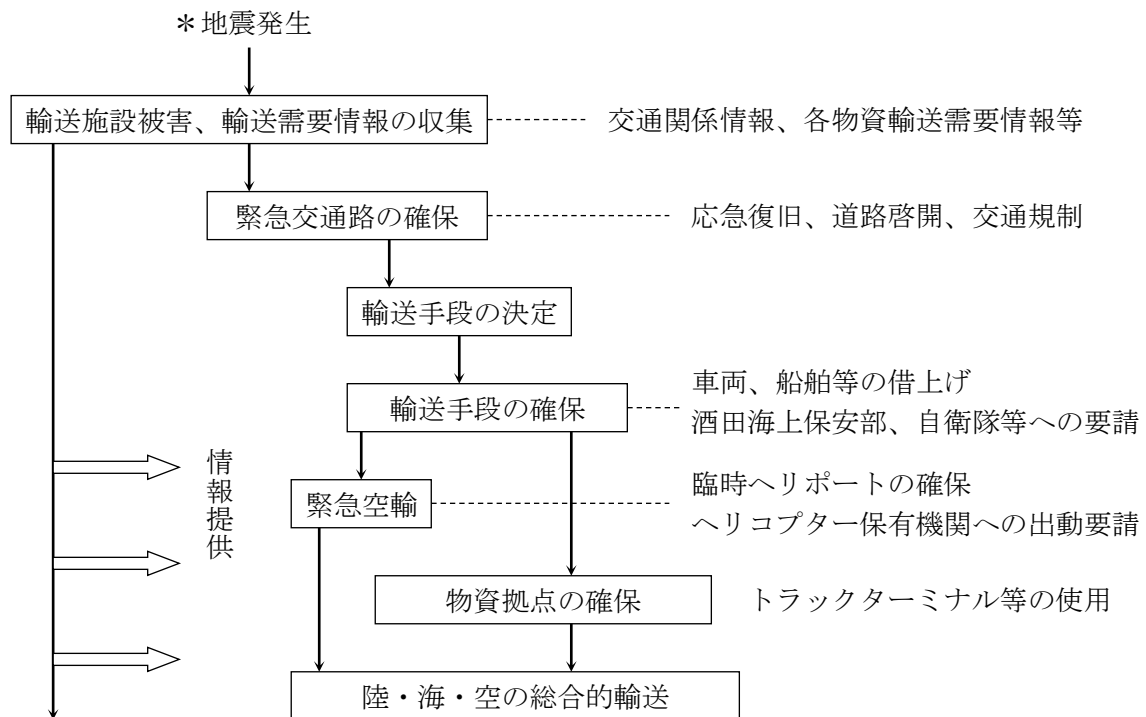 ＊地震発生
輸送施設被害、輸送需要情報の収集
交通関係情報、各物資輸送需要情報等
緊急交通路の確保
応急復旧、道路啓開、交通規制
輸送手段の決定
輸送手段の確保
車両、船舶等の借上げ
酒田海上保安部、自衛隊等への要請
情報提供
緊急空輸
臨時ヘリポートの確保
ヘリコプター保有機関への出動要請
物資拠点の確保
トラックターミナル等の使用
陸・海・空の総合的輸送